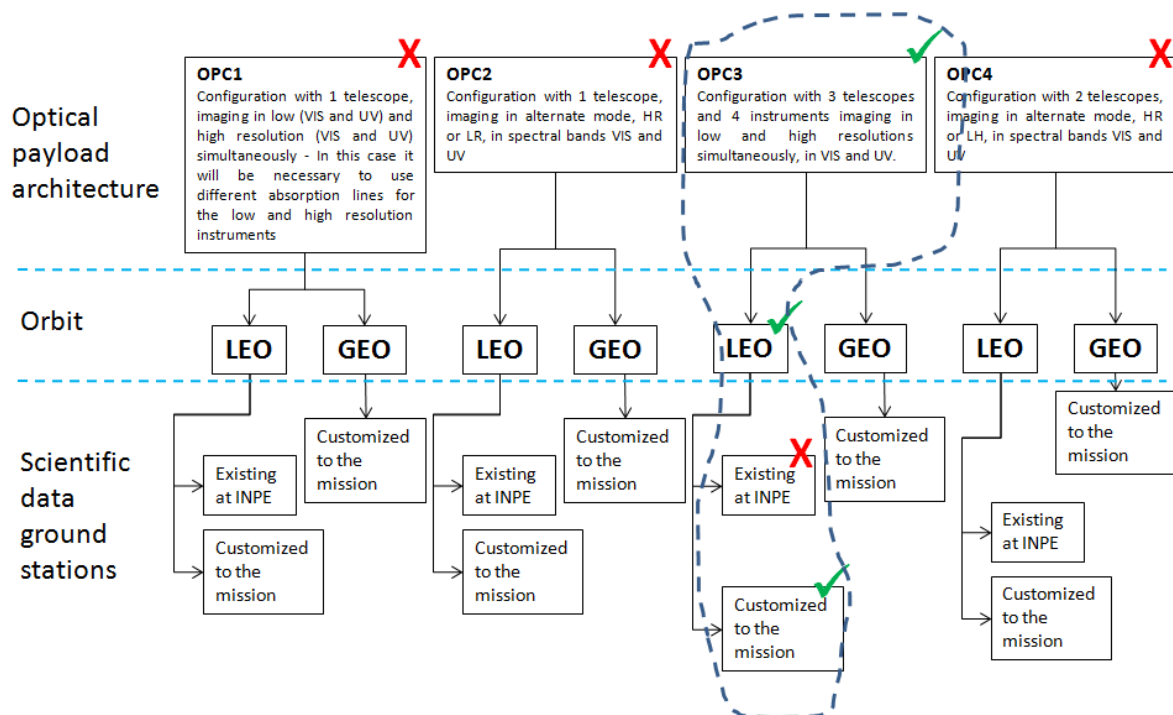 OPC1
Configuration with 1 telescope,
imaging in low (VIS and UV) and
high resolution (VIS and UV)
simultaneously - In this case it
will be necessary to use
different absorption lines for
the low and high resolution
instruments
OPC2
Configuration with 1 telescope,
imaging in alternate mode, HR
or LR, in spectral bands VIS and
UV
OPC3
Configuration with 3 telescopes
and 4 instruments imaging in
low and high resolutions
simultaneously, in VIS and UV.
OPC4
Configuration with 2 telescopes,
imaging in alternate mode, HR
or LH, in spectral bands VIS and
UV
Optical
payload
architecture
Orbit
LEO
GEO
LEO
GEO
LEO
GEO
LEO
GEO
Scientific
data
ground
stations
Existing
at INPE
Customized
to the
mission
Customized
to the
mission
Existing
at INPE
Customized
to the
mission
Customized
to the
mission
Existing
at INPE
Customized
to the
mission
Customized
to the
mission
Existing
at INPE
Customized
to the
mission
Customized
to the
mission